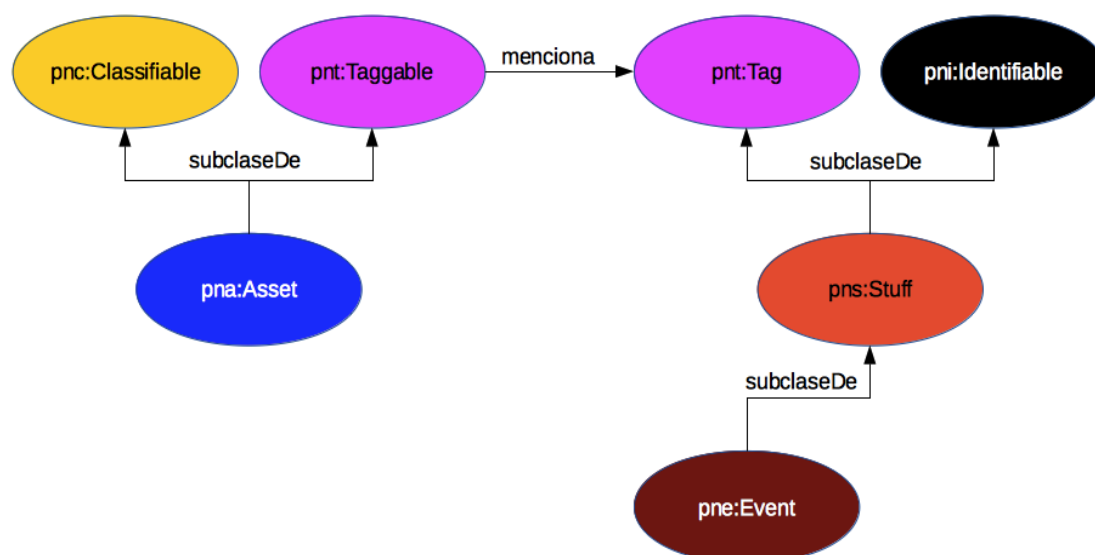 pnc:Classifiable
pnt:Taggable
menciona
pnt:Tag
pni:Identifiable
subclaseDe
subclaseDe
pna:Asset
pns:Stuff
subclaseDe
pne:Event